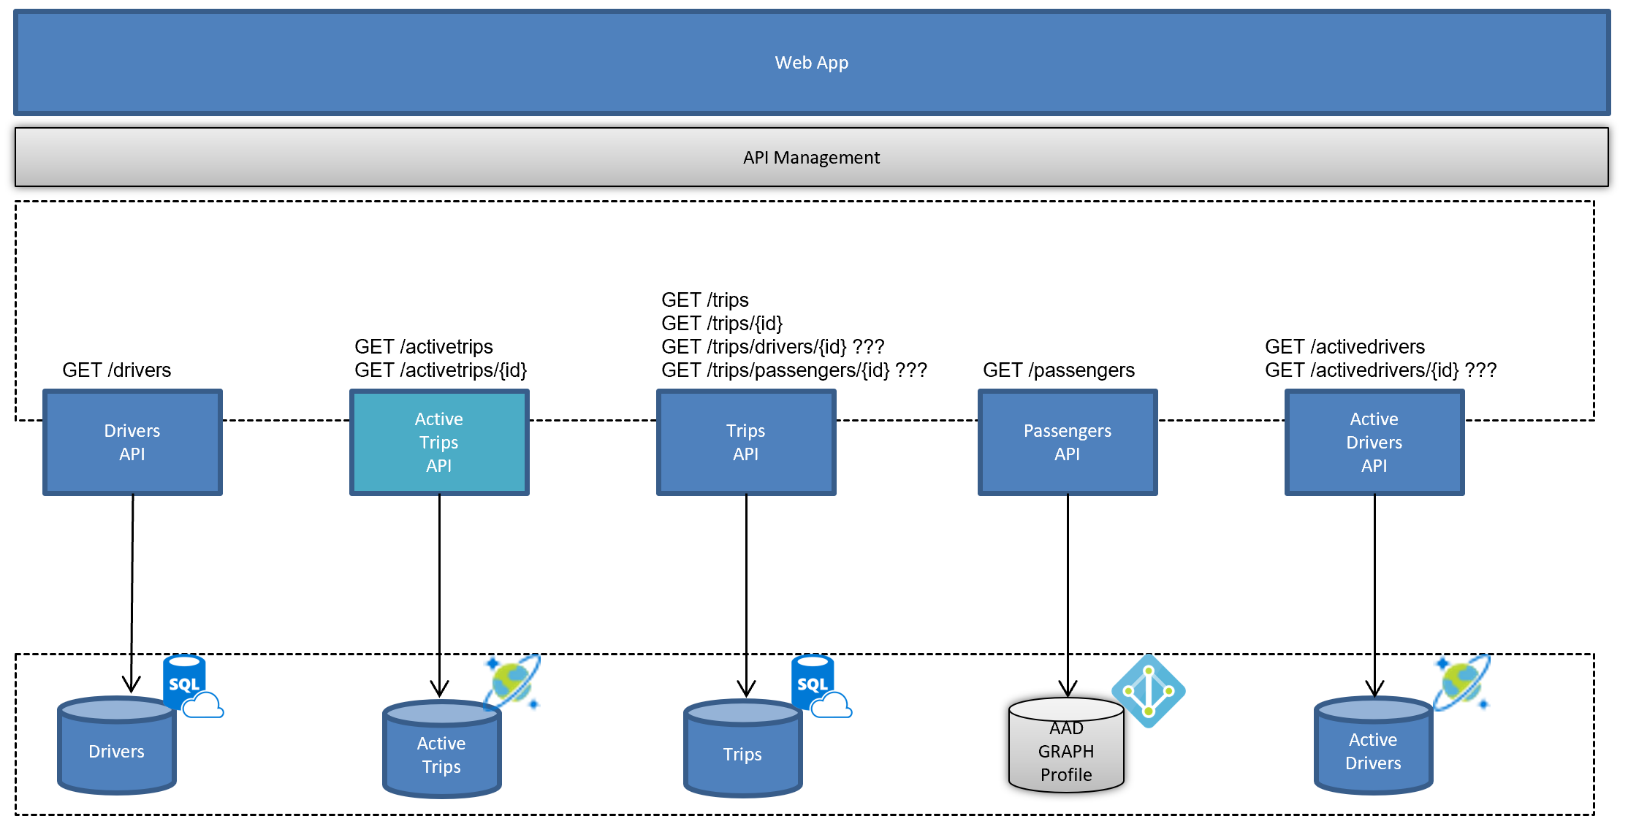 Web App
API Management
GET /drivers
GET /activetrips
GET /activetrips/{id}
GET /trips
GET /trips/{id}
GET /trips/drivers/{id} ???
GET /trips/passengers/{id} ???
GET /passengers
GET /activedrivers
GET /activedrivers/{id} ???
Drivers
API
Active
Trips
API
Trips
API
Passengers
API
Active
Drivers
API
SQL
Drivers
Active
Trips
SQL
Trips
AAD
GRAPH
Profile
Active
Drivers